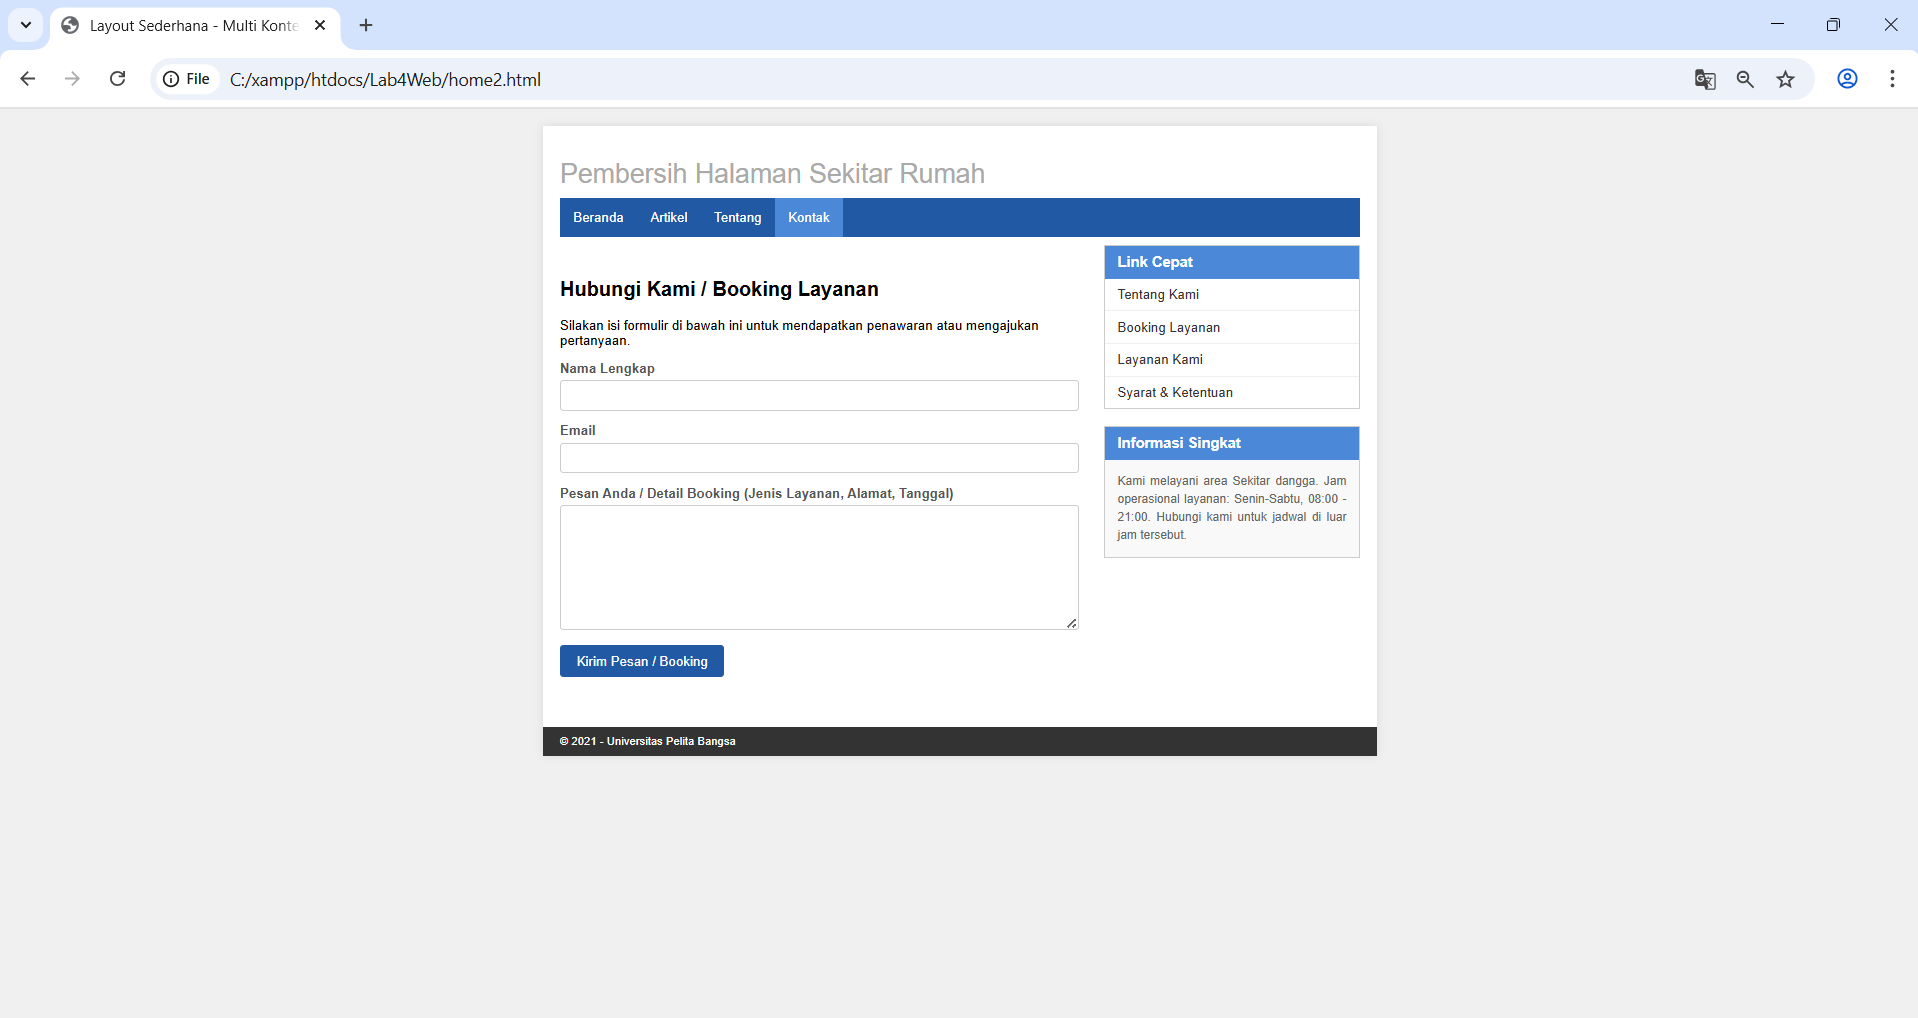 Layout Sederhana - Multi Konte
File
C:/xampp/htdocs/Lab4Web/home2.html
Pembersih Halaman Sekitar Rumah
Beranda Artikel Tentang Kontak
Hubungi Kami / Booking Layanan
Silakan isi formulir di bawah ini untuk mendapatkan penawaran atau mengajukan
pertanyaan.
Nama Lengkap
Email
Pesan Anda / Detail Booking (Jenis Layanan, Alamat, Tanggal)
Kirim Pesan / Booking
Link Cepat
Tentang Kami
Booking Layanan
Layanan Kami
Syarat & Ketentuan
Informasi Singkat
Kami melayani area Sekitar dangga. Jam
operasional layanan: Senin-Sabtu, 08:00 -
21:00. Hubungi kami untuk jadwal di luar
jam tersebut.
© 2021 - Universitas Pelita Bangsa